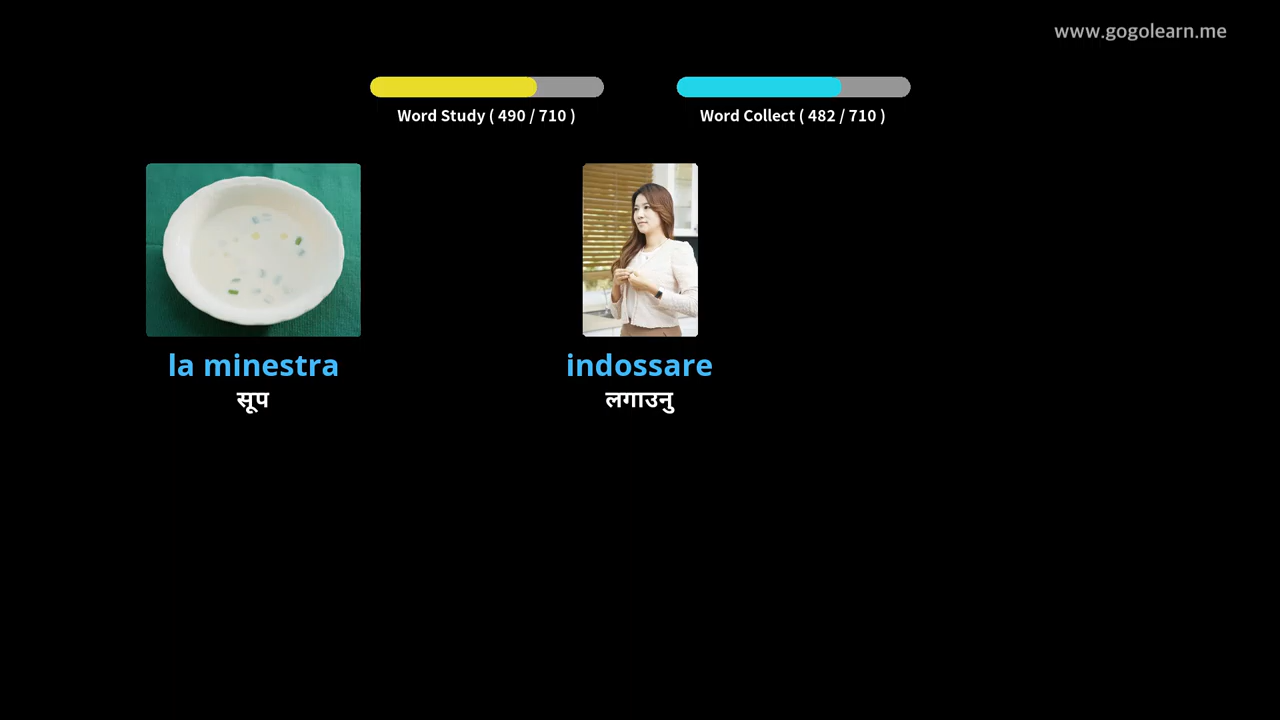 www.gogolearn.me
Word Study ( 490 / 710 )
Word Collect ( 482 / 710 )
la minestra
सूप
indossare
लगाउनु